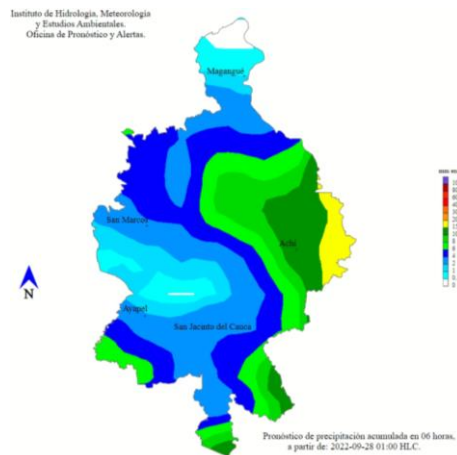 Instituto de Hidrología, Meteorología
y Estudios Ambientales.
Oficina de Pronóstico y Alertas.
Magangué
San Marcos
Achí
Ayapel
San Jacinto del Cauca
N
Pronóstico de precipitación acumulada en 06 horas,
a partir de: 2022-09-28 01:00 HLC.